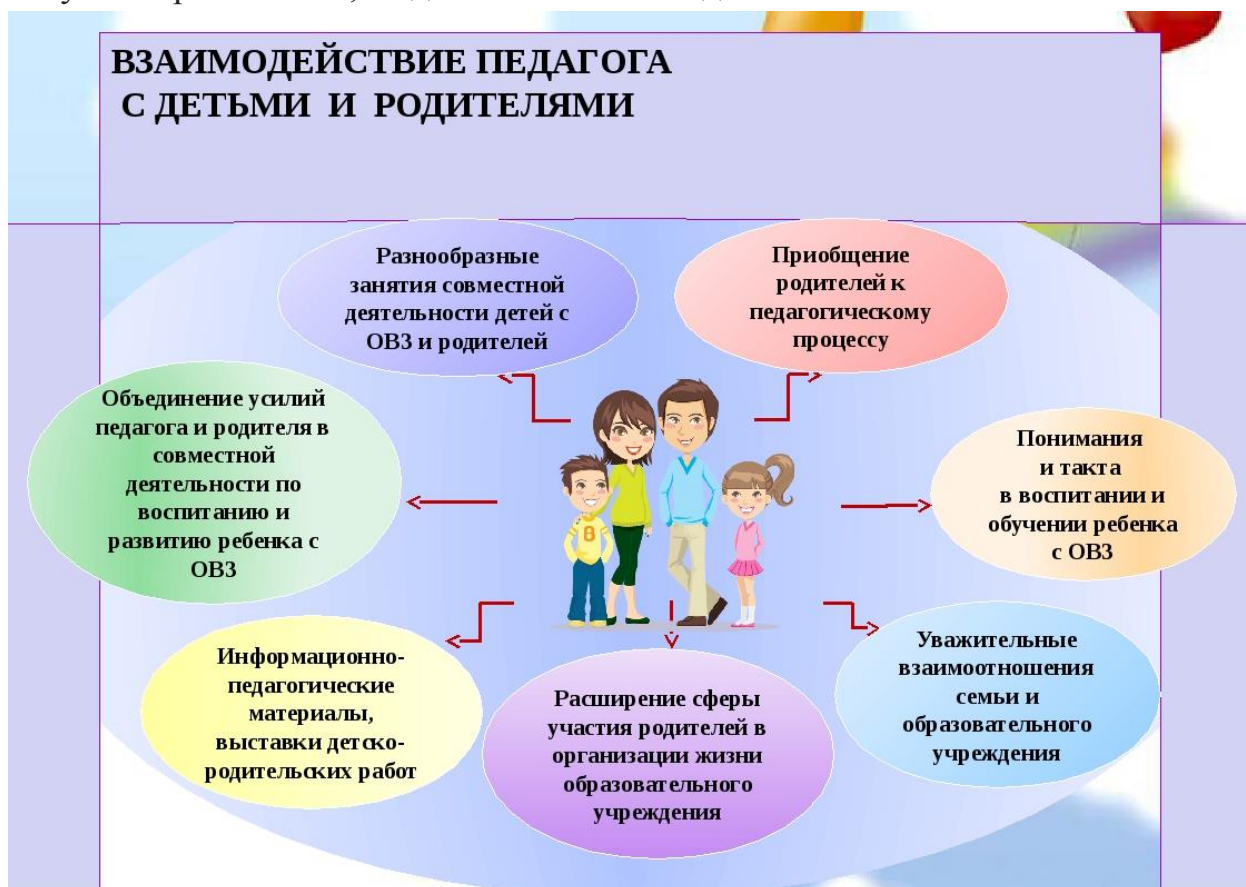 ВЗАИМОДЕЙСТВИЕ ПЕДАГОГА
С ДЕТЬМИ И РОДИТЕЛЯМИ
Разнообразные
занятия совместной
деятельности детей с
ОВЗ и родителей
Приобщение
родителей к
педагогическому
процессу
Объединение усилий
педагога и родителя в
совместной
деятельности по
воспитанию и
развитию ребенка с
ОВЗ
Понимания
и такта
в воспитании и
обучении ребенка
с ОВЗ
Информационно-
педагогические
материалы,
выставки детско-
родительских работ
Расширение сферы
участия родителей в
организации жизни
образовательного
учреждения
Уважительные
взаимоотношения
семьи и
образовательного
учреждения
8